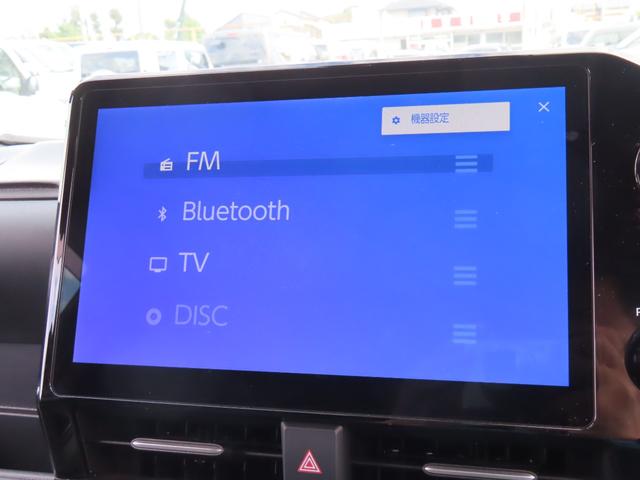 機器設定
FM
Bluetooth
TV
DISC